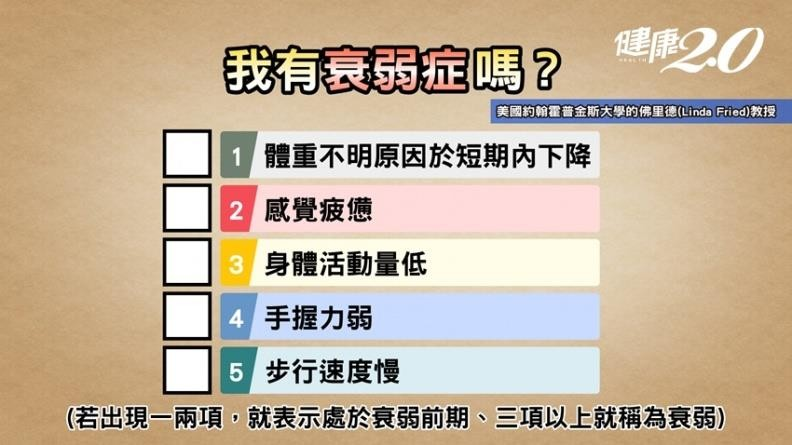 健康2.0
HEALTH
我有衰弱症嗎？
美國約翰霍普金斯大學的佛里德(Linda Fried)教授
1 體重不明原因於短期內下降
2 感覺疲憊
3 身體活動量低
4 手握力弱
5 步行速度慢
(若出現一兩項，就表示處於衰弱前期、三項以上就稱為衰弱)